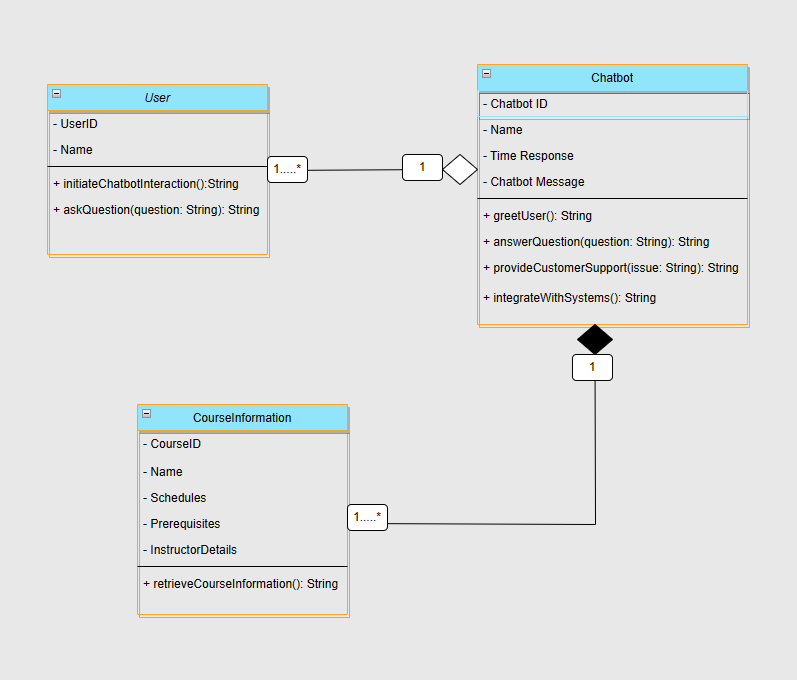 User
- UserID
- Name
+ initiateChatbotInteraction():String
+ askQuestion(question: String): String
1.....*
1
Chatbot
- Chatbot ID
- Name
- Time Response
- Chatbot Message
+ greetUser(): String
+ answerQuestion(question: String): String
+ provideCustomerSupport(issue: String): String
+ integrateWithSystems(): String
1
CourseInformation
- CourseID
- Name
- Schedules
- Prerequisites
- InstructorDetails
+ retrieveCourseInformation(): String
1.....*